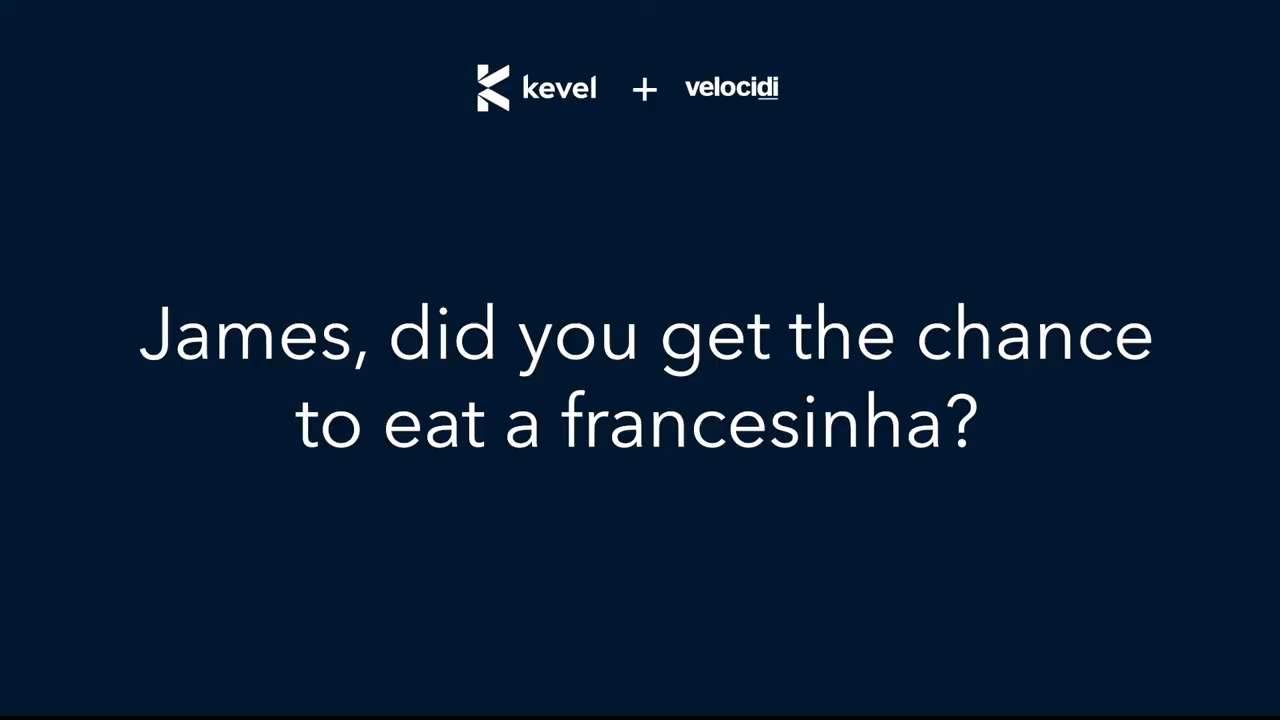 kevel + velocidi
James, did you get the chance
to eat a francesinha?